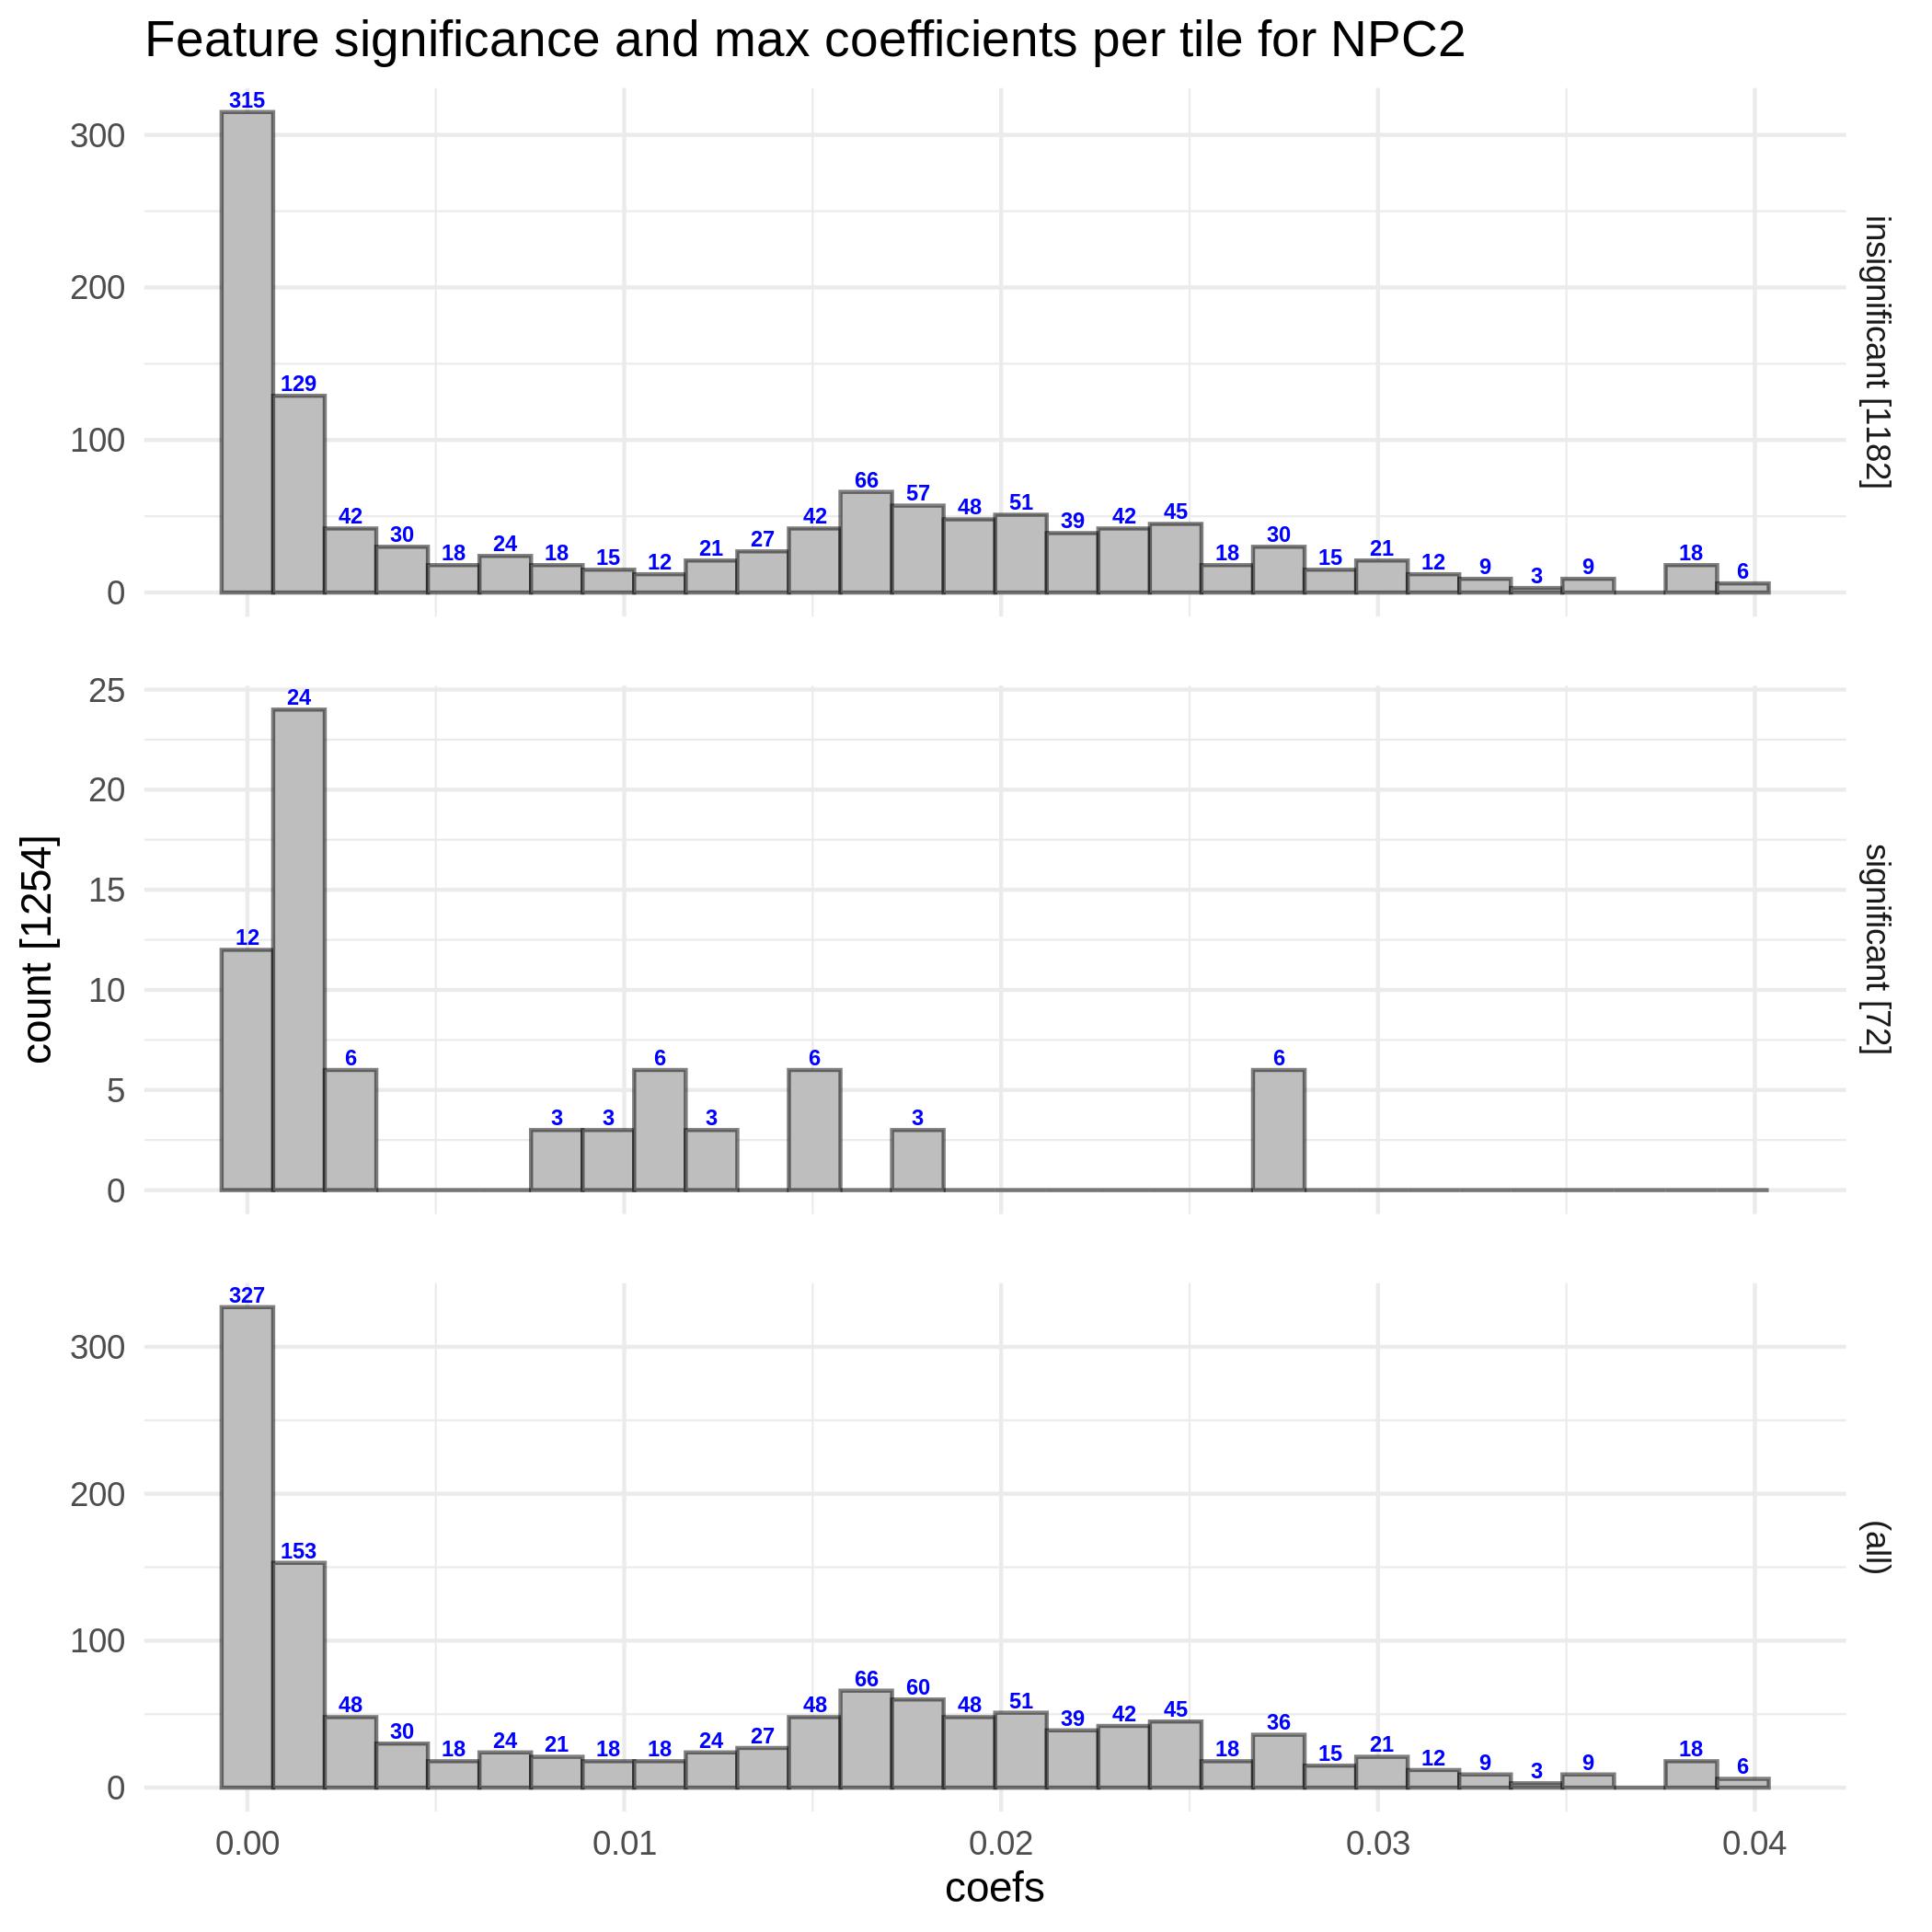 Feature significance and max coefficients per tile for NPC2
315
300
200
129
100
42 30 18 24 18 15 12 21 27 42 66 57 48 51 39 42 45 18 30 15 21 12 9 3 9 18 6
0
insignificant [1182]
25
24
20
15
12
10
6 3 3 6 3 6 3 6
5
0
significant [72]
count [1254]
327
300
200
153
100
48 30 18 24 21 18 18 24 27 48 66 60 48 51 39 42 45 18 36 15 21 12 9 3 9 18 6
0
(all)
0.00 0.01 0.02 0.03 0.04
coefs